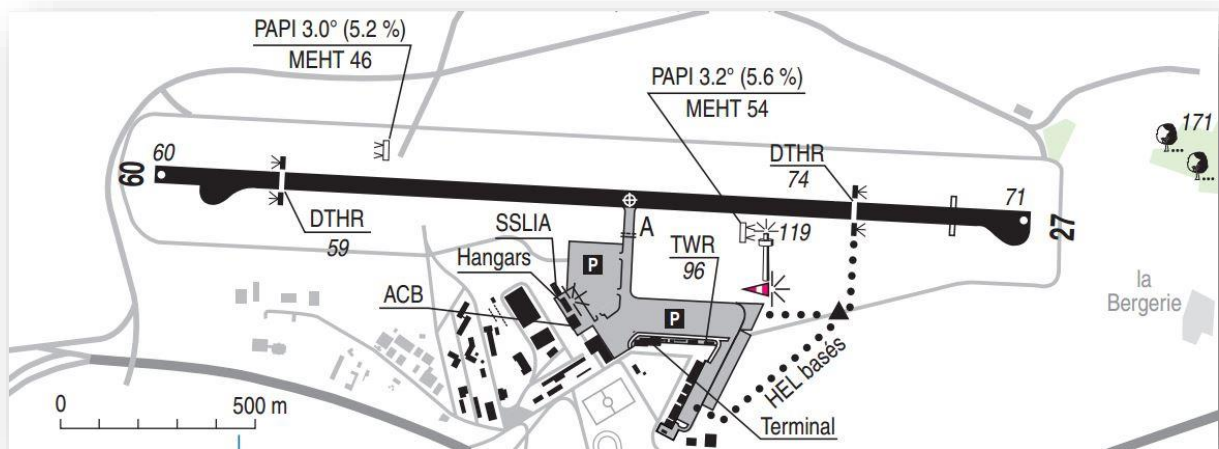 PAPI 3.0° (5.2 %)
MEHT 46
PAPI 3.2° (5.6 %)
MEHT 54
171
DTHR
74
60
09
DTHR
59
71
27
A
119
SSLIA
TWR
96
Hangars
P
ACB
P
la
Bergerie
HEL basés
Terminal
0
500 m